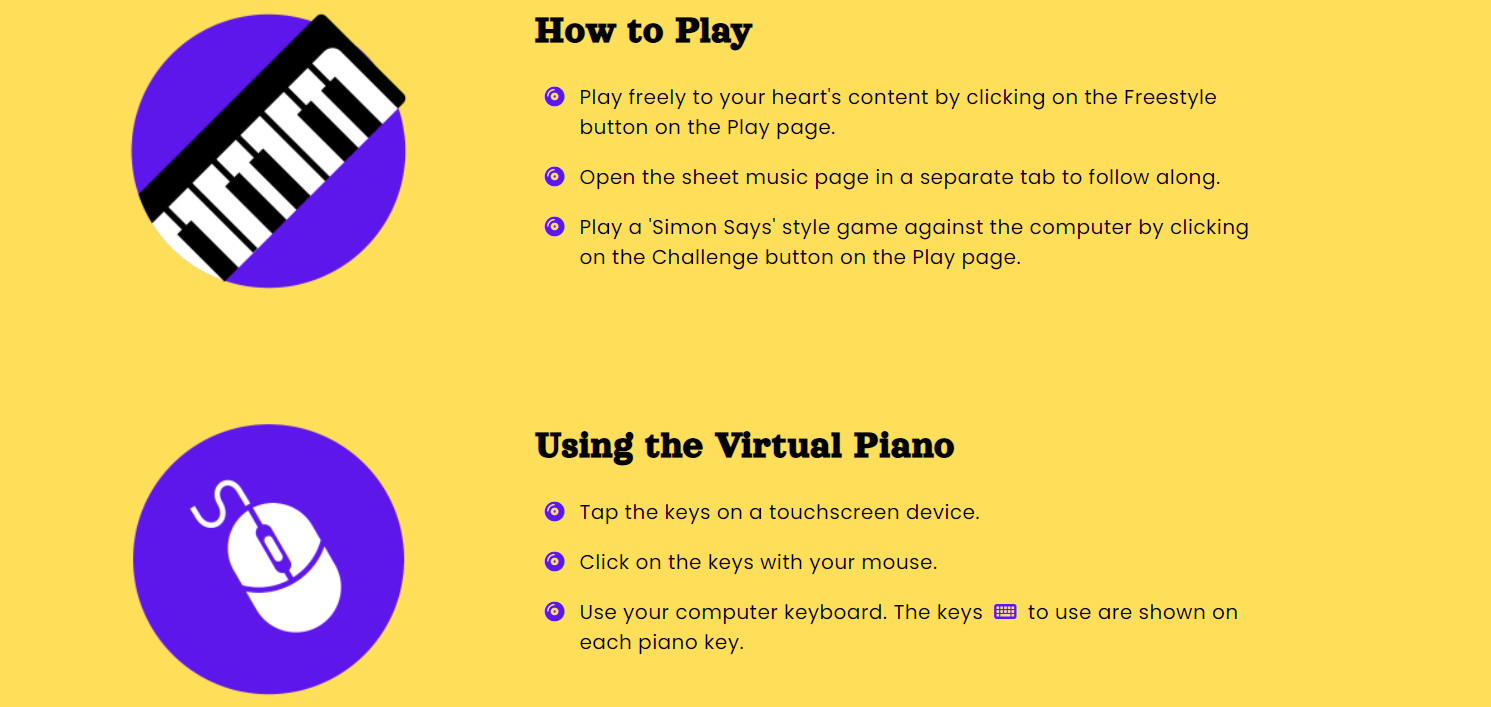 How to Play
Play freely to your heart's content by clicking on the Freestyle
button on the Play page.
Open the sheet music page in a separate tab to follow along.
Play a 'Simon Says' style game against the computer by clicking
on the Challenge button on the Play page.
Using the Virtual Piano
Tap the keys on a touchscreen device.
Click on the keys with your mouse.
Use your computer keyboard. The keys to use are shown on
each piano key.